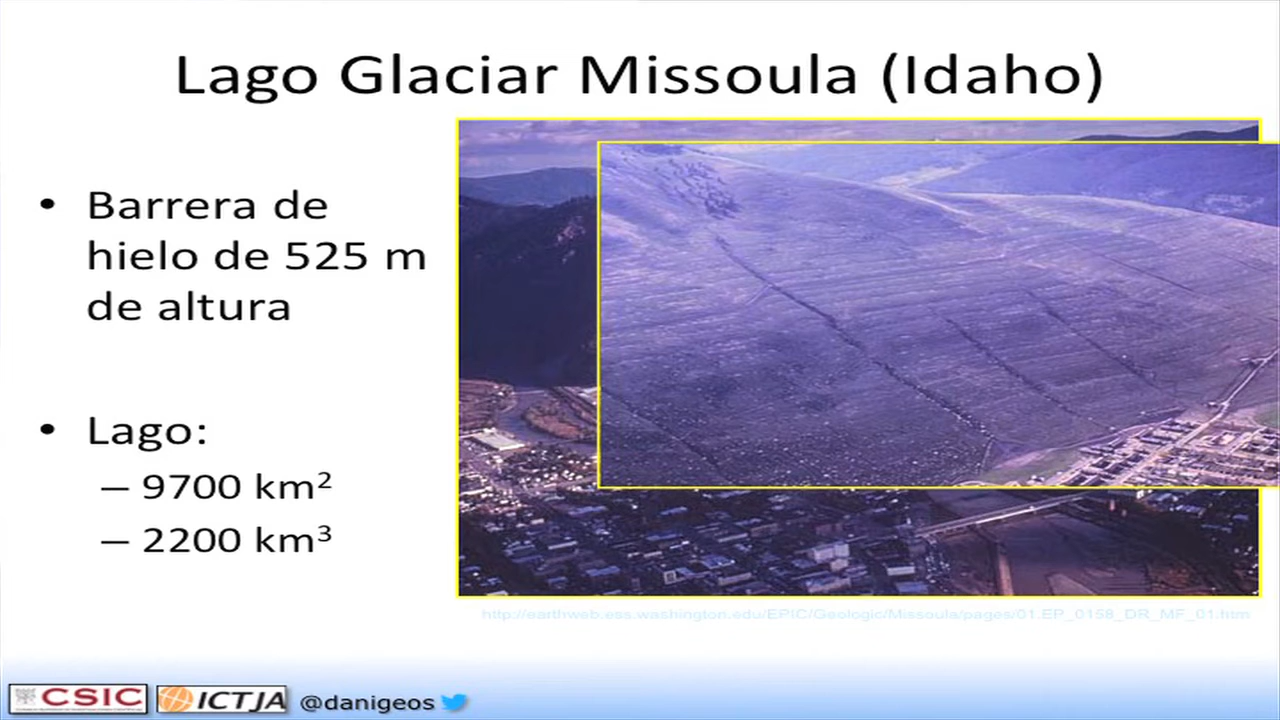 Lago Glaciar Missoula (Idaho)
• Barrera de
hielo de 525 m
de altura
• Lago:
– 9700 km²
– 2200 km³
http://earthweb.ess.washington.edu/EPIC/Geologic/Missoula/pages/01.EP_0158_DR_MF_01.htm
CSIC
ICTJA
@danigeos